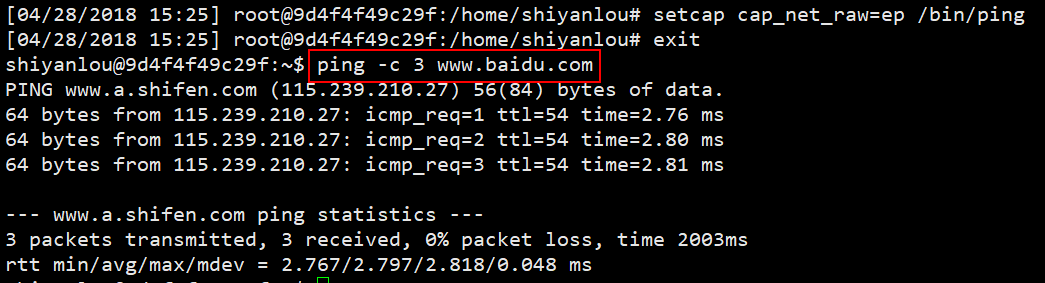 [04/28/2018 15:25] root@9d4f4f49c29f:/home/shiyanlou# setcap cap_net_raw=ep /bin/ping
[04/28/2018 15:25] root@9d4f4f49c29f:/home/shiyanlou# exit
shiyanlou@9d4f4f49c29f:~$ ping -c 3 www.baidu.com
PING www.a.shifen.com (115.239.210.27) 56(84) bytes of data.
64 bytes from 115.239.210.27: icmp_req=1 ttl=54 time=2.76 ms
64 bytes from 115.239.210.27: icmp_req=2 ttl=54 time=2.80 ms
64 bytes from 115.239.210.27: icmp_req=3 ttl=54 time=2.81 ms
--- www.a.shifen.com ping statistics ---
3 packets transmitted, 3 received, 0% packet loss, time 2003ms
rtt min/avg/max/mdev = 2.767/2.797/2.818/0.048 ms